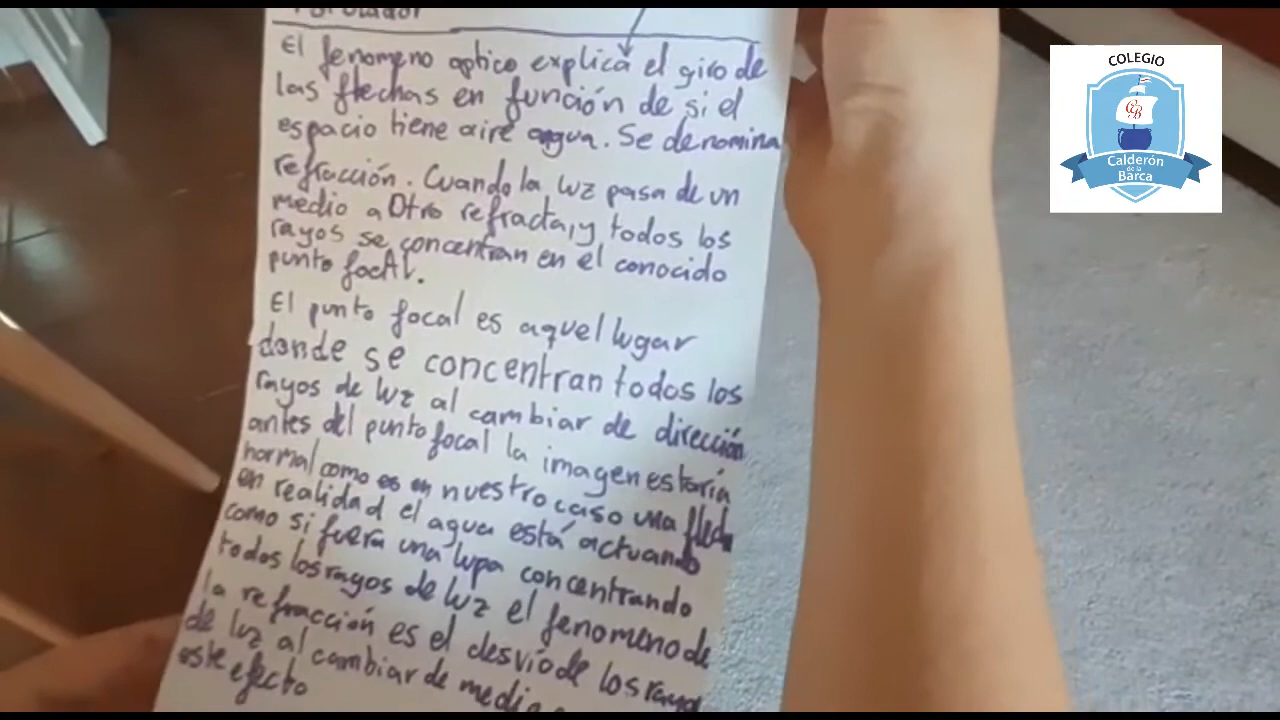 El fenomeno optico explica el giro de
las flechas en función de si el
espacio tiene aire agua. Se denomina
refracción. Cuando la luz pasa de un
medio a Otro refracta, y todos los
rayos se concentran en el conocido
punto focAl.
El punto focal es aquel lugar
donde se concentran todos los
rayos de luz al cambiar de dirección
antes del punto focal la imagen estaría
normal como es en nuestro caso una flecha
en realidad el agua está actuando
como si fuera una lupa concentrando
todos los rayos de luz el fenomeno de
la refracción es el desvío de los rayos
de luz al cambiar de medio
este efecto
COLEGIO
CB
Calderón
de la
Barca